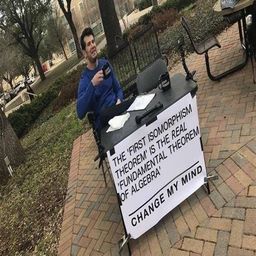 THE 'FIRST ISOMORPHISM
THEOREM' IS THE REAL
'FUNDAMENTAL THEOREM
OF ALGEBRA'
CHANGE MY MIND